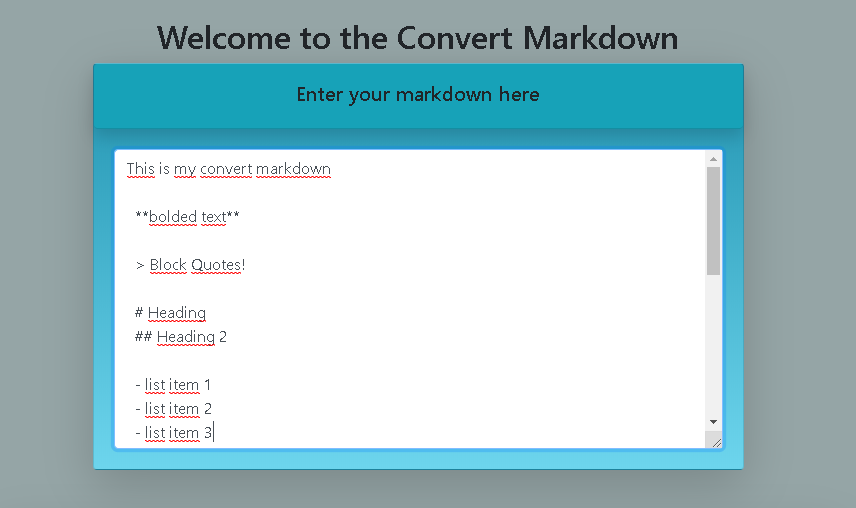 Welcome to the Convert Markdown
Enter your markdown here
This is my convert markdown
**bolded text**
> Block Quotes!
# Heading
## Heading 2
- list item 1
- list item 2
- list item 3